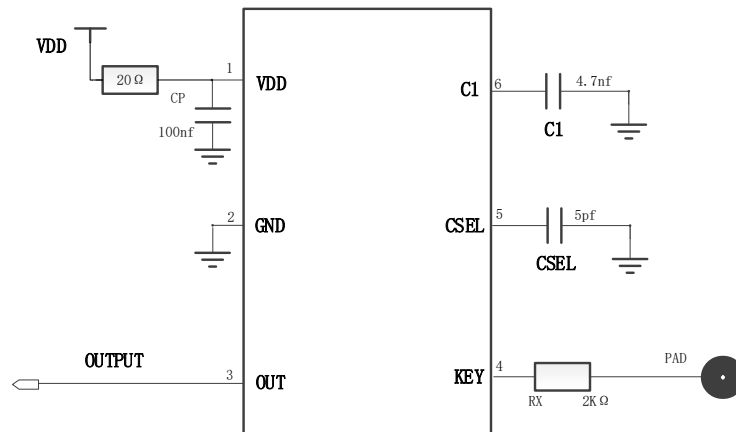 VDD
20Ω
1
VDD
CP
100nf
C1
6
4.7nf
C1
2
GND
CSEL
5
5pf
CSEL
OUTPUT
3
OUT
KEY
4
PAD
RX
2KΩ